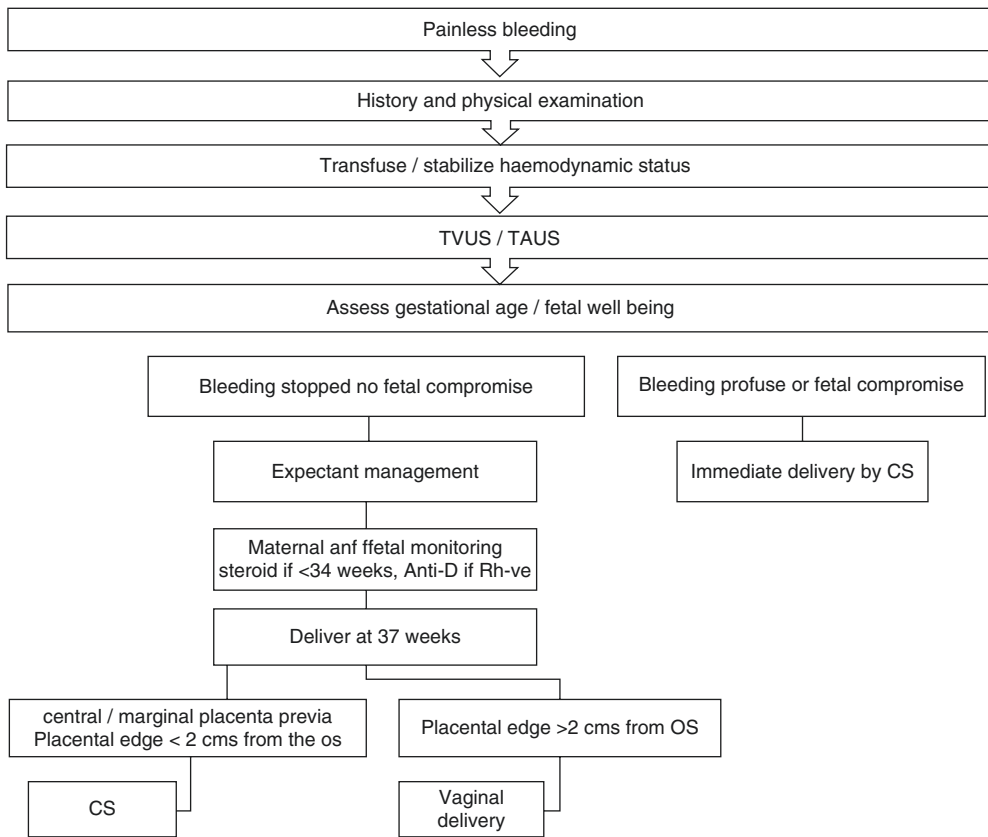 Painless bleeding
History and physical examination
Transfuse / stabilize haemodynamic status
TVUS / TAUS
Assess gestational age / fetal well being
Bleeding stopped no fetal compromise
Bleeding profuse or fetal compromise
Expectant management
Immediate delivery by CS
Maternal anf ffetal monitoring
steroid if <34 weeks, Anti-D if Rh-ve
Deliver at 37 weeks
central / marginal placenta previa
Placental edge < 2 cms from the os
Placental edge >2 cms from OS
CS
Vaginal
delivery